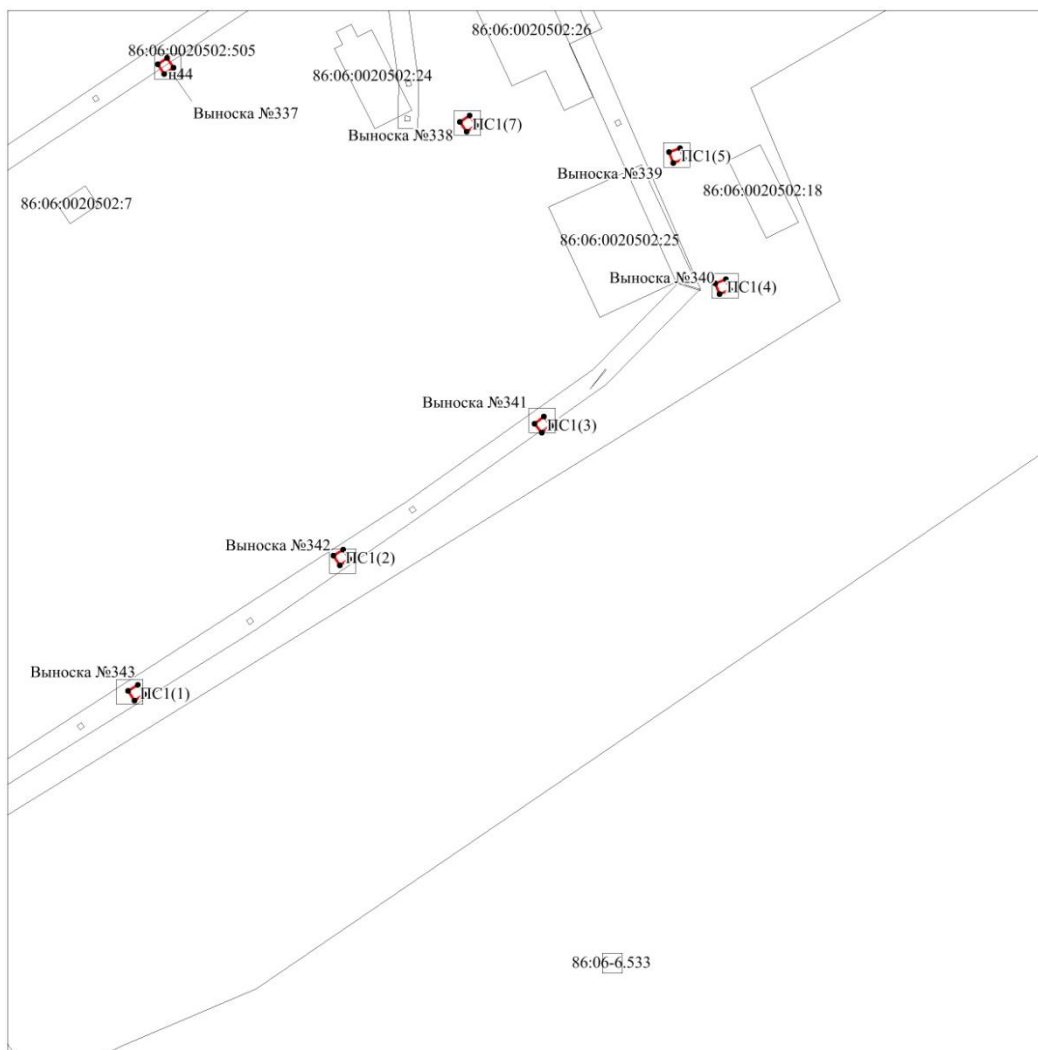 86:06:0020502:26
86:06:0020502:505
н44
86:06:0020502:24
Выноска №337
Выноска №338
ПС1(7)
ПС1(5)
Выноска №339
86:06:0020502:18
86:06:0020502:7
86:06:0020502:25
Выноска №340
ПС1(4)
Выноска №341
ПС1(3)
Выноска №342
ПС1(2)
Выноска №343
ПС1(1)
86:06-6.533